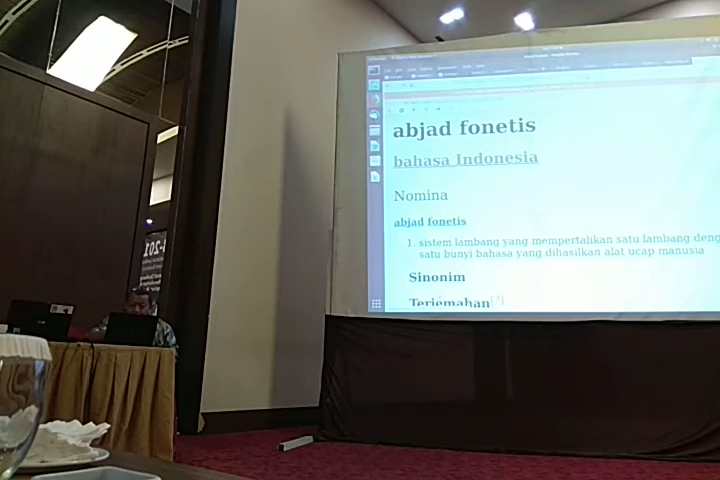 abjad fonetis
bahasa Indonesia
Nomina
abjad fonetis
1. sistem lambang yang mempertalikan satu lambang deng
satu bunyi bahasa yang dihasilkan alat ucap manusia
Sinonim
Terjemahan[?]